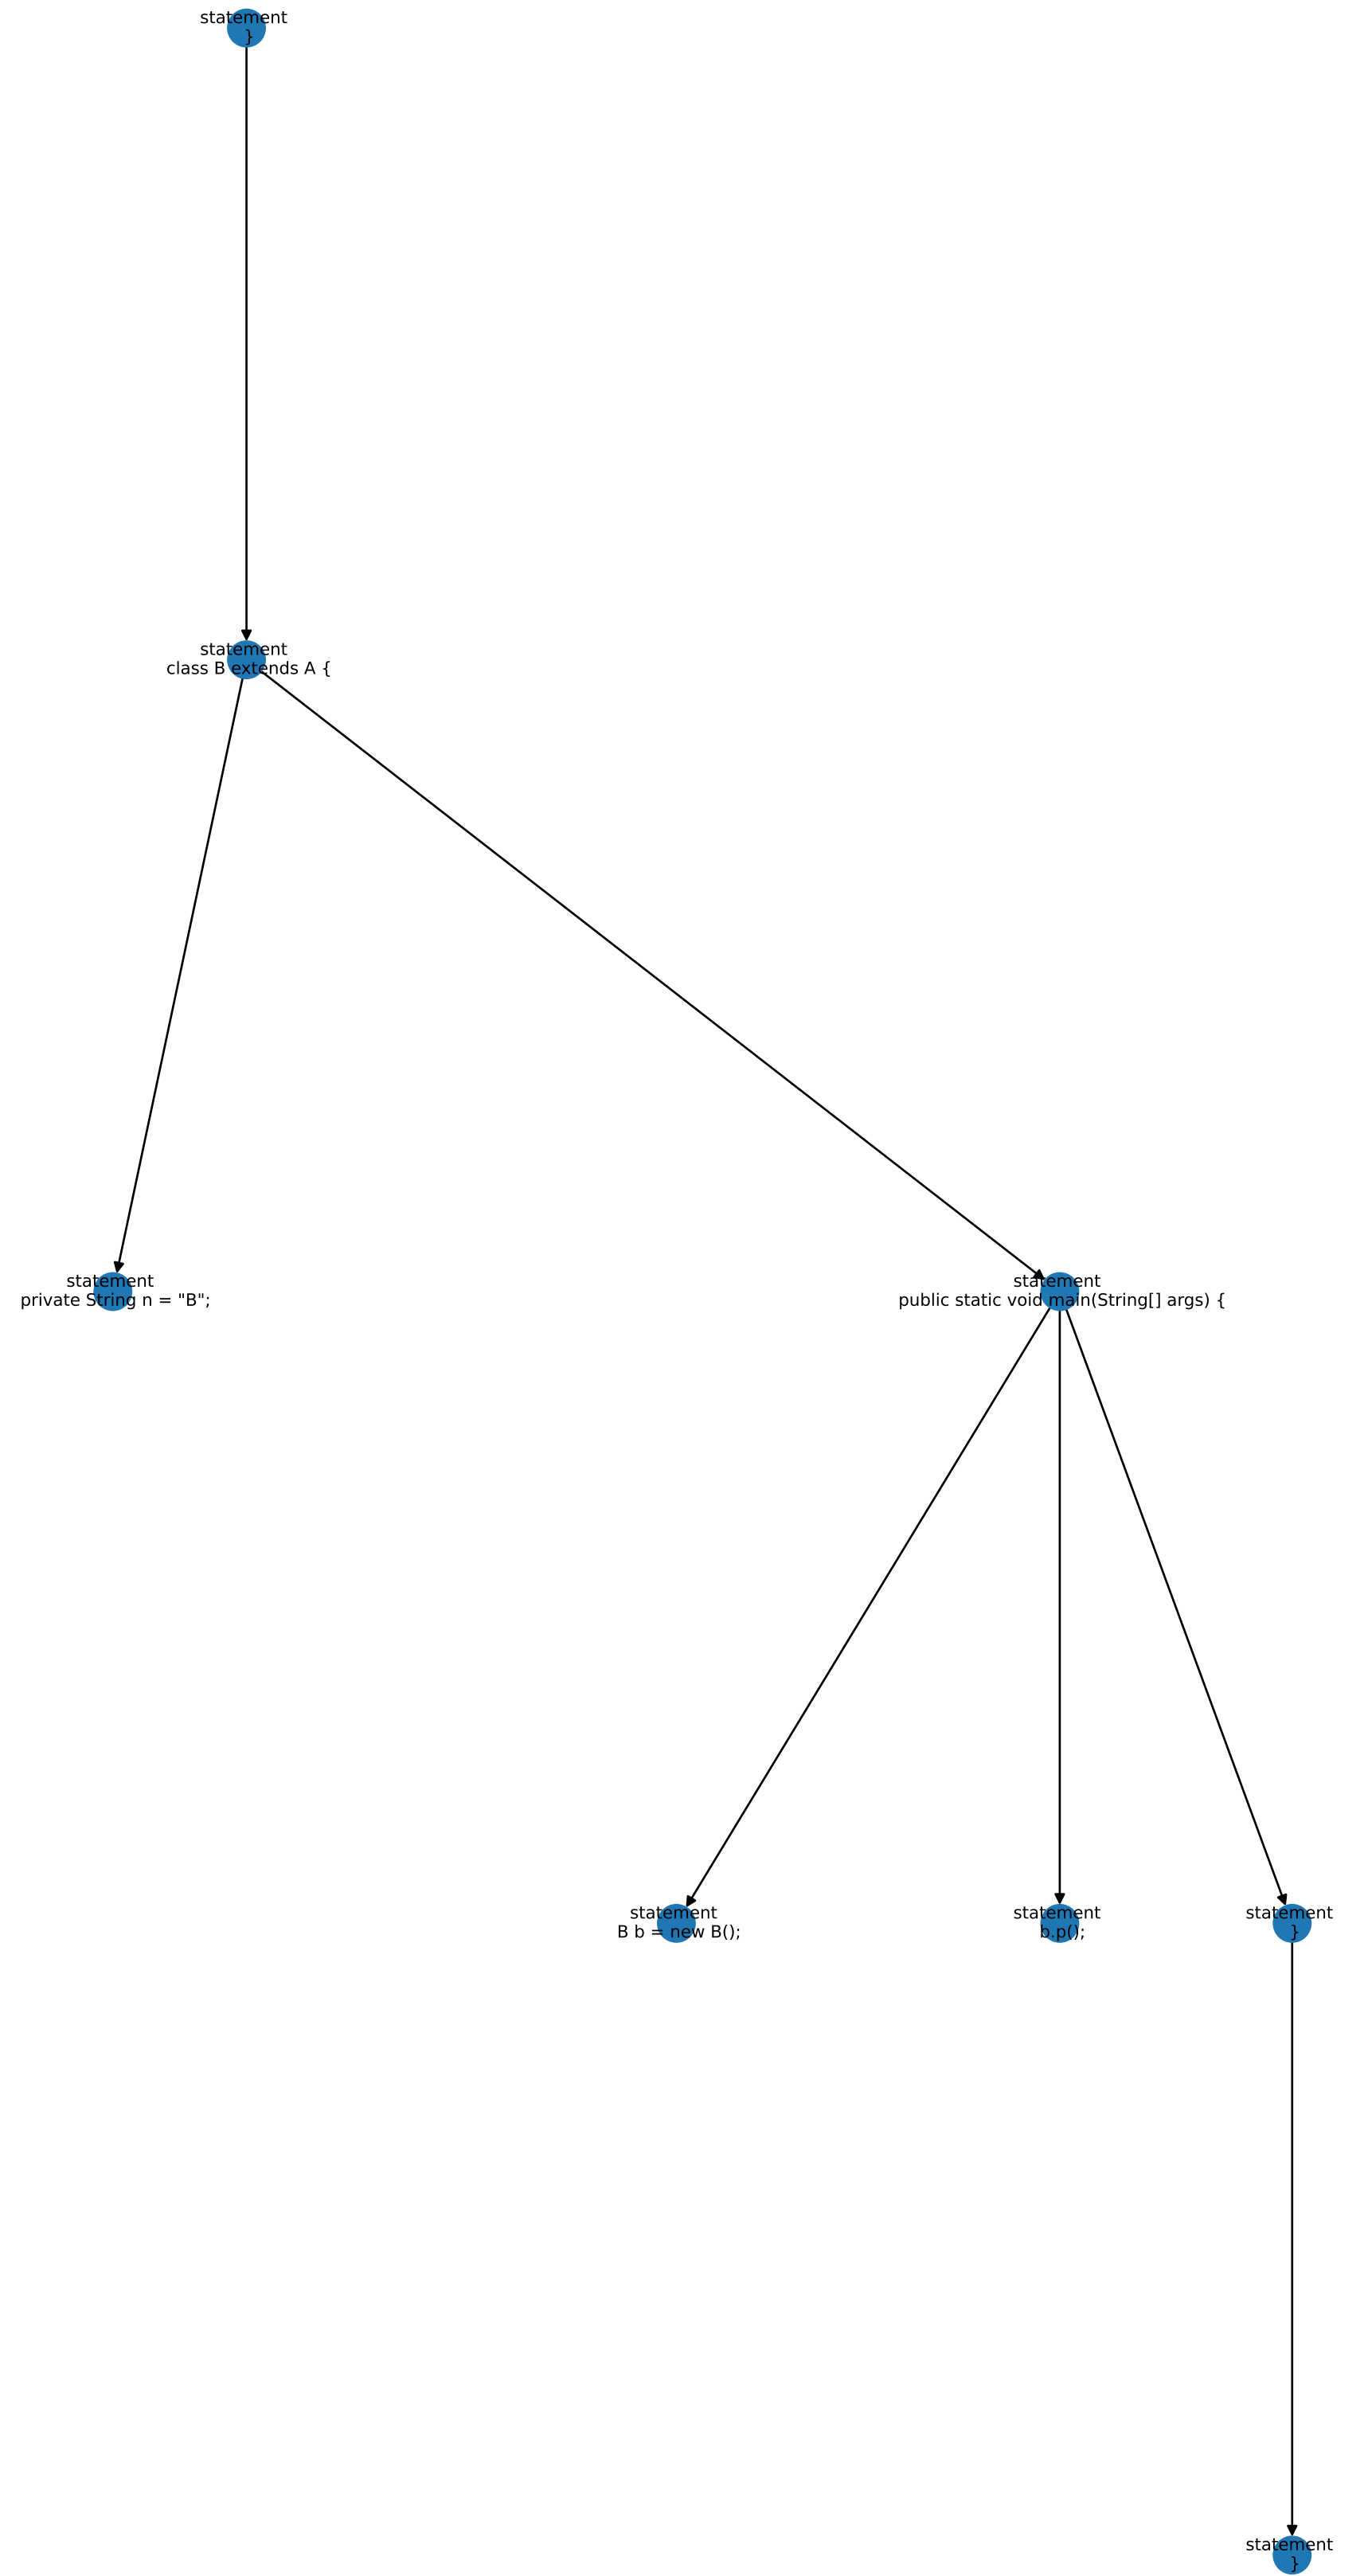 statement
}
statement
class B extends A {
statement
private String n = "B";
statement
public static void main(String[] args) {
statement
B b = new B();
statement
b.p();
statement
}
statement
}